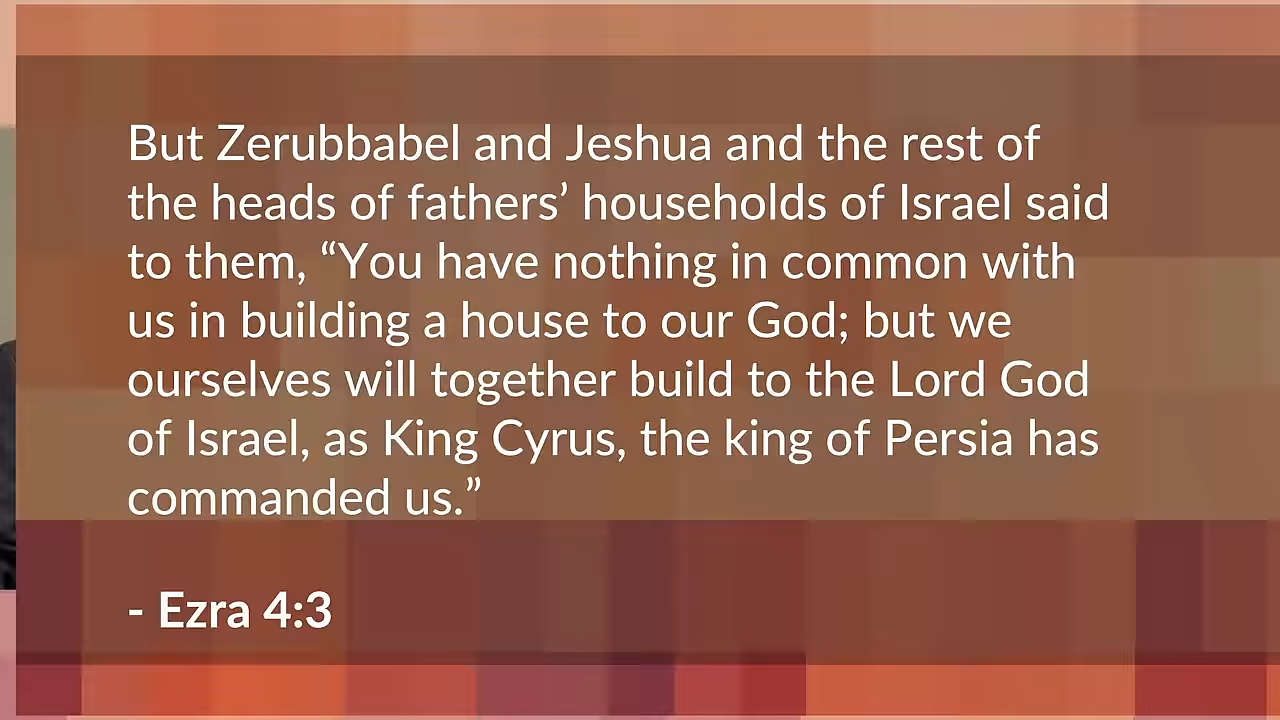 But Zerubbabel and Jeshua and the rest of
the heads of fathers’ households of Israel said
to them, “You have nothing in common with
us in building a house to our God; but we
ourselves will together build to the Lord God
of Israel, as King Cyrus, the king of Persia has
commanded us.”
- Ezra 4:3